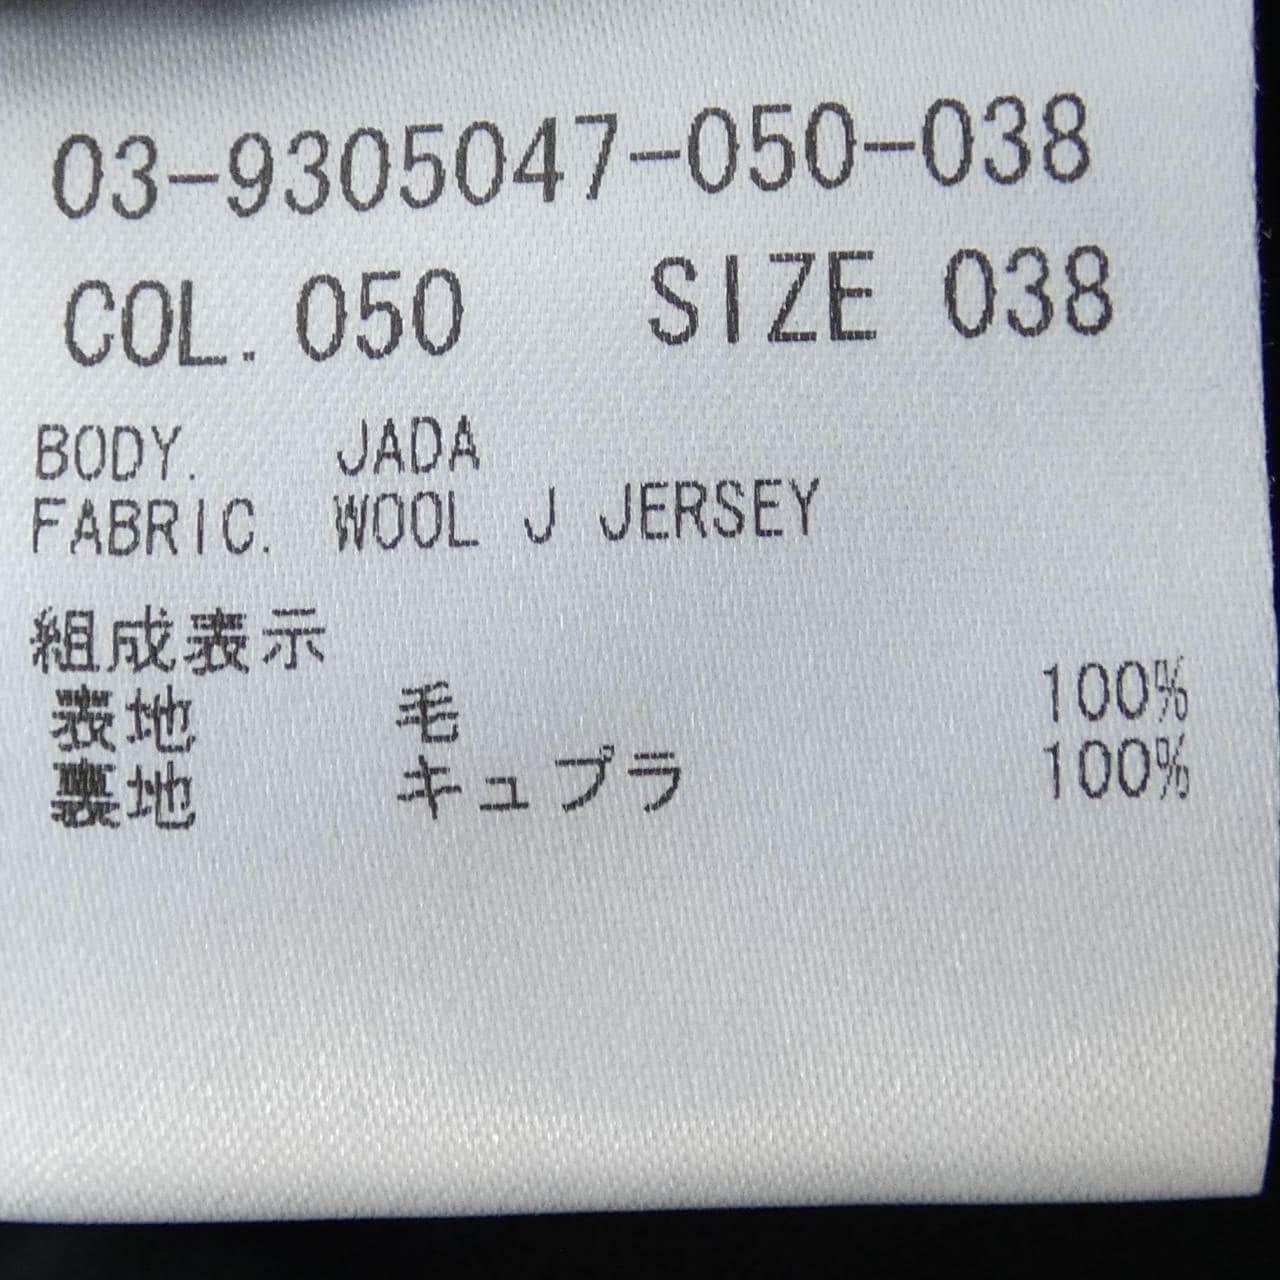 03-9305047-050-038
COL. 050 SIZE 038
BODY. JADA
FABRIC. WOOL J JERSEY
組成表示
表地 毛 100%
裏地 キュプラ 100%